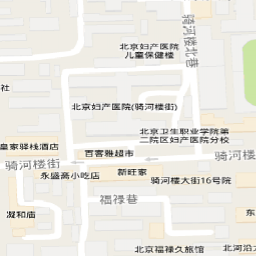 骑河楼北巷
北京妇产医院
儿童保健楼
社
北京妇产医院(骑河楼街)
北京卫生职业学院第
二院区妇产医院分校
皇家驿栈酒店
百客雅超市
骑河楼街
骑河楼
永盛高小吃店
新旺家
骑河楼大街16号院
福禄巷
凝和庙
北京福禄久旅馆
北河沿